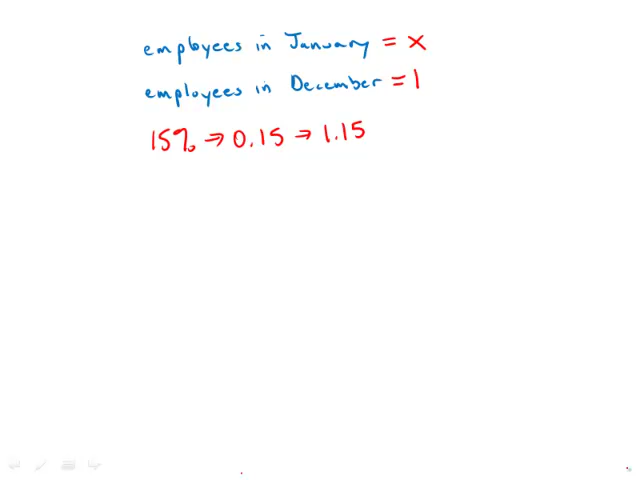 employees in January = x
employees in December = 1
15% ⇒ 0.15 ⇒ 1.15